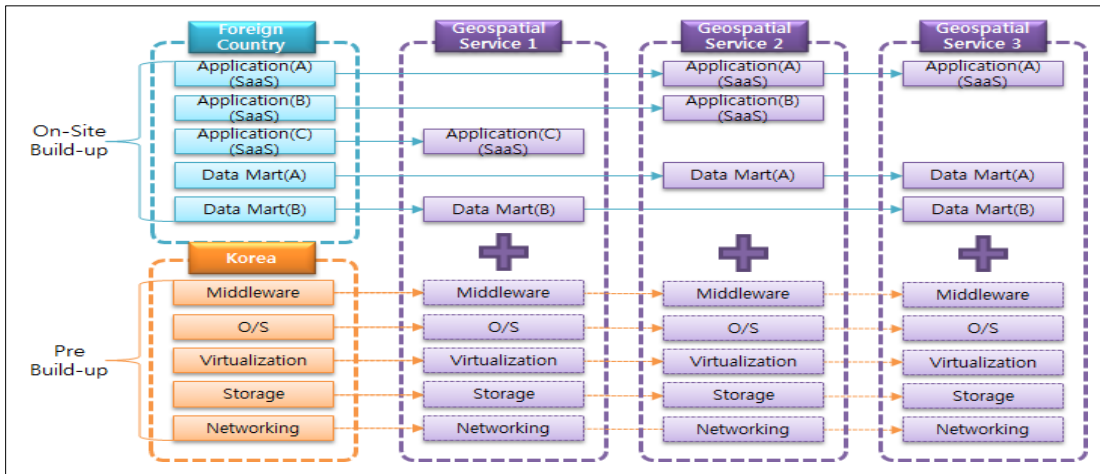 Foreign
Country
Geospatial
Service 1
Geospatial
Service 2
Geospatial
Service 3
On-Site
Build-up
Application(A)
(SaaS)
Application(A)
(SaaS)
Application(A)
(SaaS)
Application(B)
(SaaS)
Application(B)
(SaaS)
Application(C)
(SaaS)
Application(C)
(SaaS)
Data Mart(A)
Data Mart(A)
Data Mart(A)
Data Mart(B)
Data Mart(B)
Data Mart(B)
Korea
Pre
Build-up
Middleware
Middleware
Middleware
Middleware
O/S
O/S
O/S
O/S
Virtualization
Virtualization
Virtualization
Virtualization
Storage
Storage
Storage
Storage
Networking
Networking
Networking
Networking